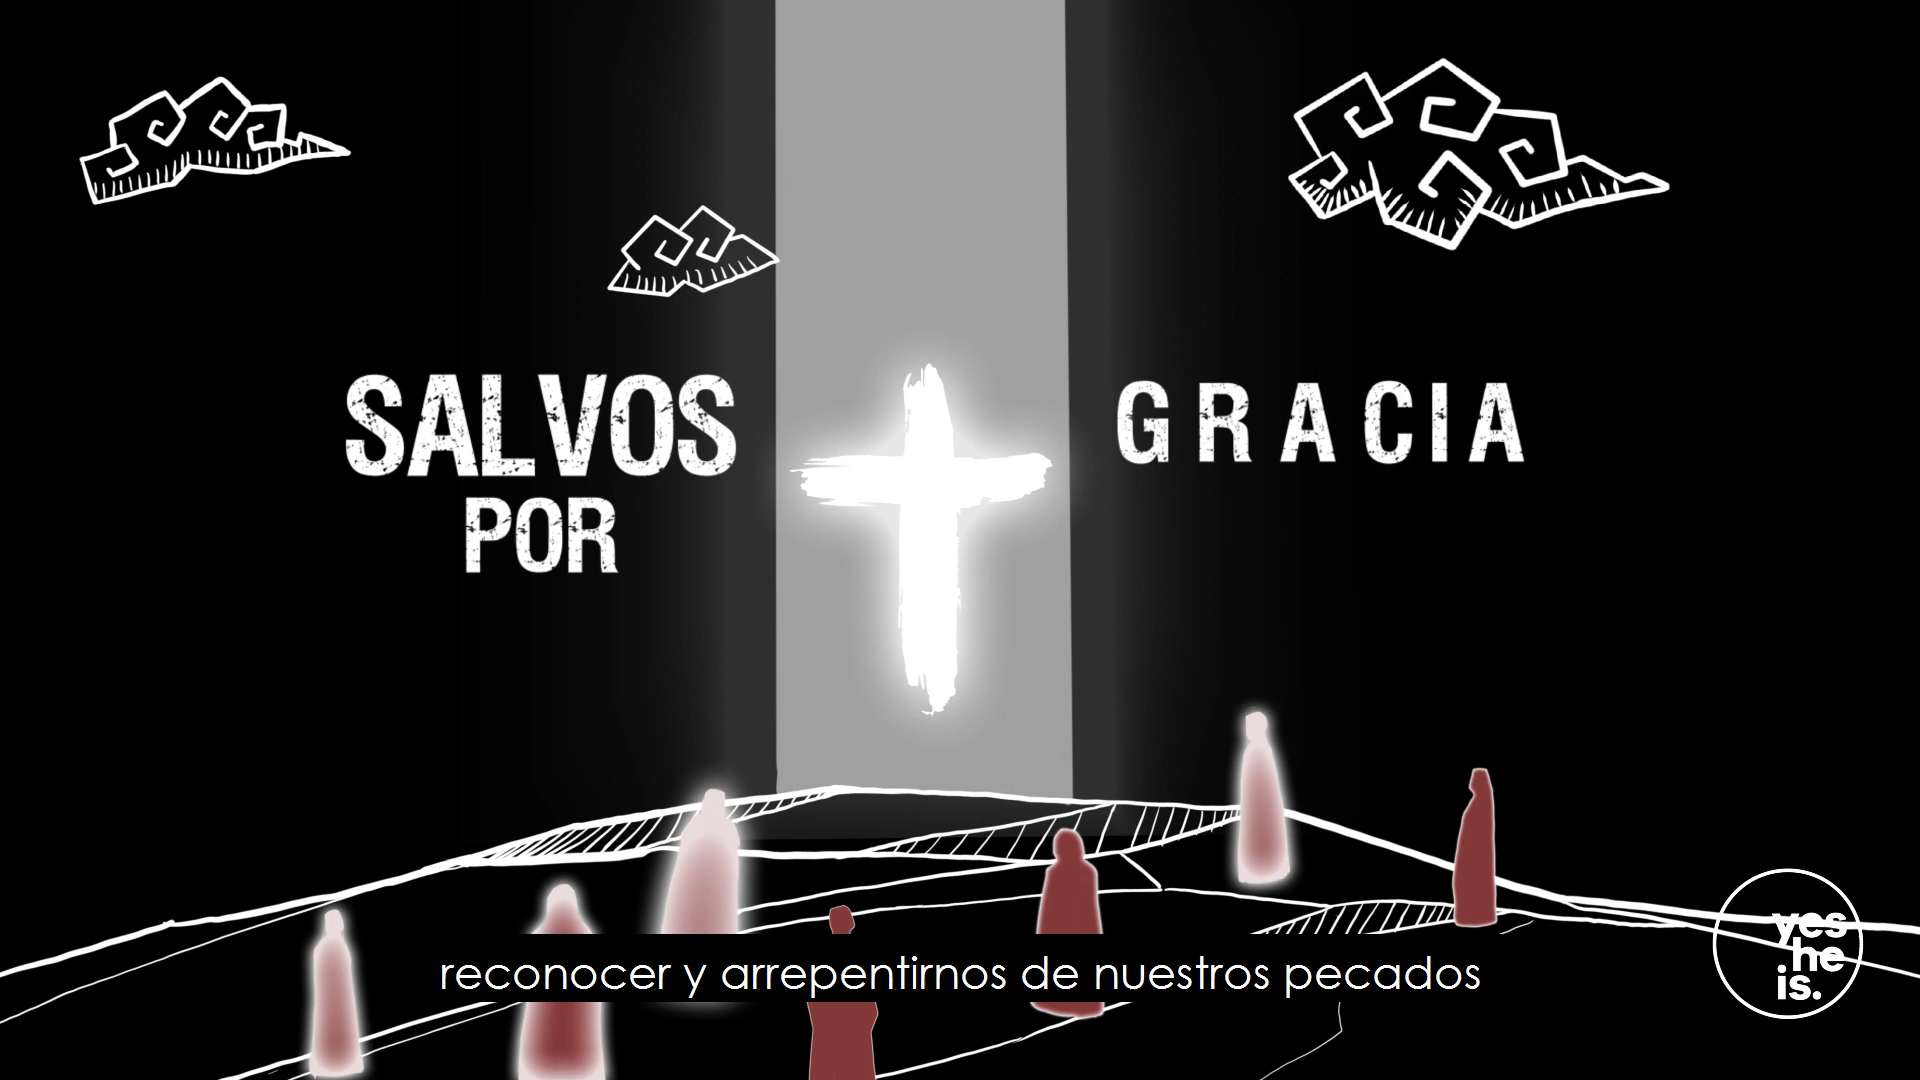 SALVOS
POR
GRACIA
reconocer y arrepentirnos de nuestros pecados
yes
he
is.